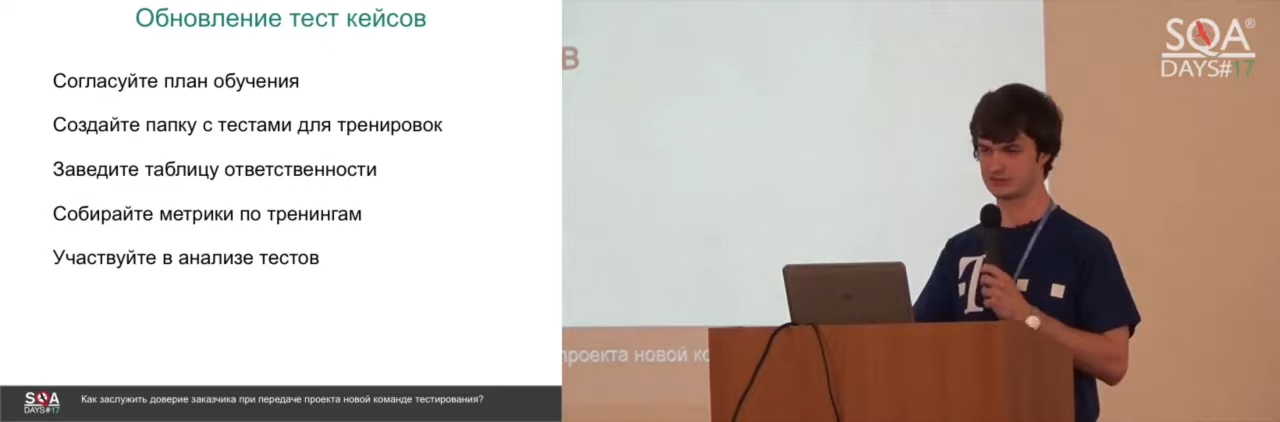 Обновление тест кейсов
Согласуйте план обучения
Создайте папку с тестами для тренировок
Заведите таблицу ответственности
Собирайте метрики по тренингам
Участвуйте в анализе тестов
SQA
DAYS#17
Как заслужить доверие заказчика при передаче проекта новой команде тестирования?
в
SQA®
DAYS#17
T
проекта новой ко